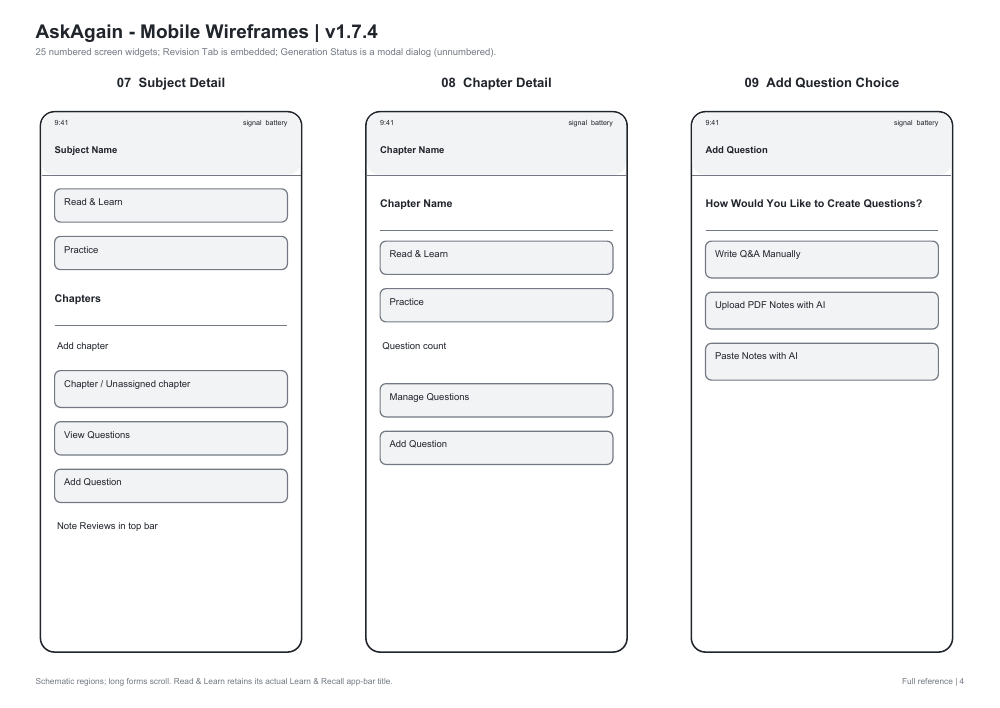 AskAgain - Mobile Wireframes | v1.7.4
25 numbered screen widgets; Revision Tab is embedded; Generation Status is a modal dialog (unnumbered).
07 Subject Detail
9:41 signal battery
Subject Name
Read & Learn
Practice
Chapters
Add chapter
Chapter / Unassigned chapter
View Questions
Add Question
Note Reviews in top bar
08 Chapter Detail
9:41 signal battery
Chapter Name
Chapter Name
Read & Learn
Practice
Question count
Manage Questions
Add Question
09 Add Question Choice
9:41 signal battery
Add Question
How Would You Like to Create Questions?
Write Q&A Manually
Upload PDF Notes with AI
Paste Notes with AI
Schematic regions; long forms scroll. Read & Learn retains its actual Learn & Recall app-bar title.
Full reference | 4